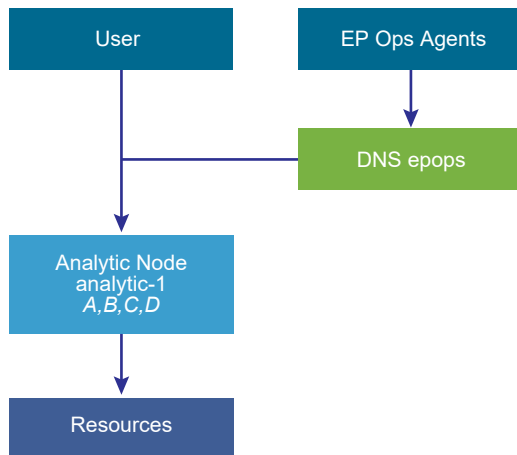 User
EP Ops Agents
DNS epops
Analytic Node
analytic-1
A,B,C,D
Resources